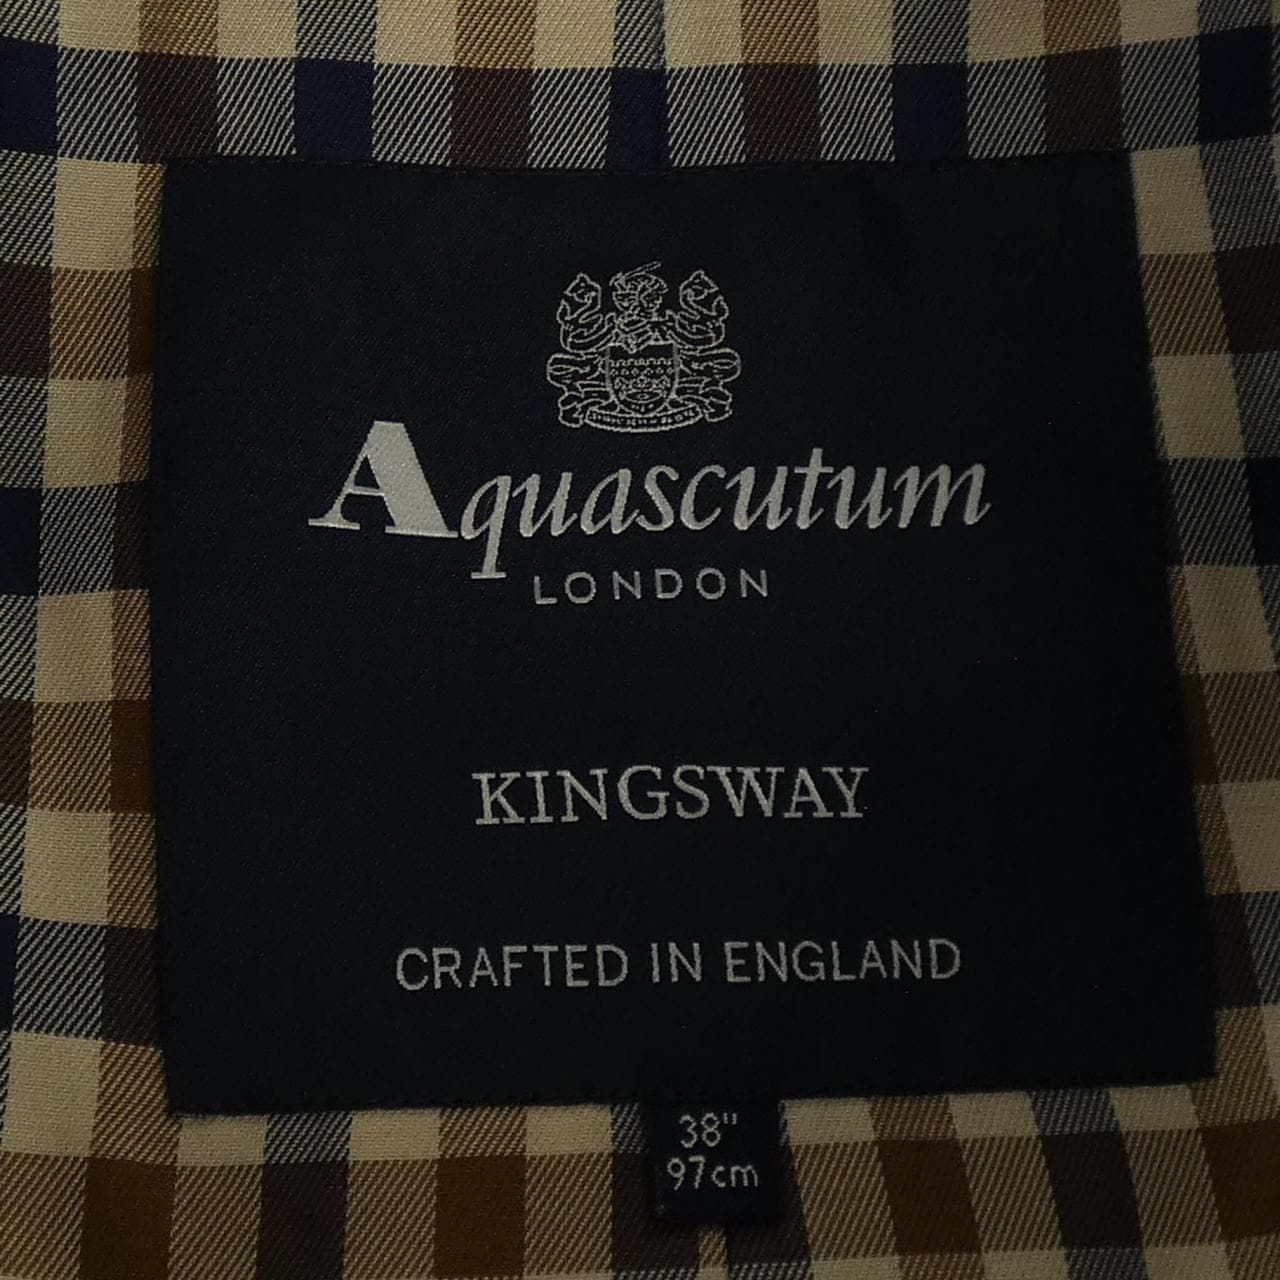 Aquascutum
LONDON
KINGSWAY
CRAFTED IN ENGLAND
38"
97cm